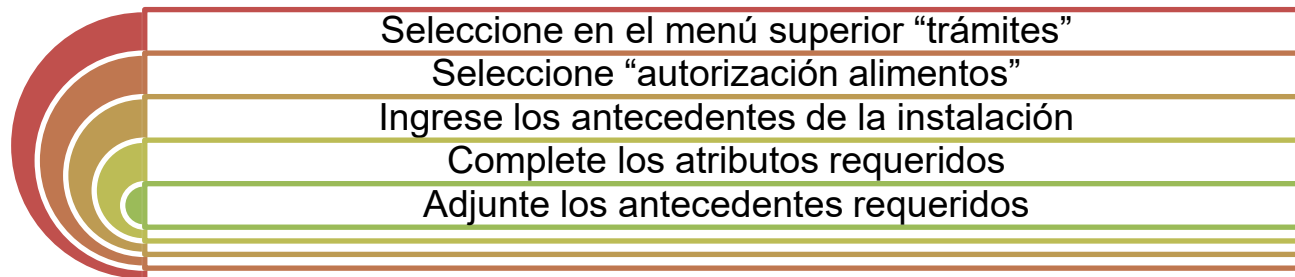 Seleccione en el menú superior “trámites”
Seleccione “autorización alimentos”
Ingrese los antecedentes de la instalación
Complete los atributos requeridos
Adjunte los antecedentes requeridos